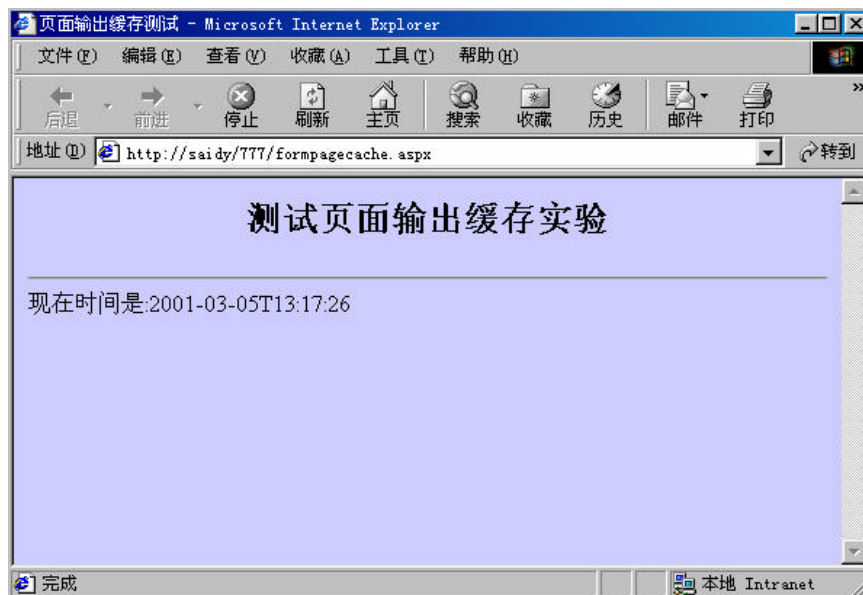 页面输出缓存测试 - Microsoft Internet Explorer
文件(F) 编辑(E) 查看(V) 收藏(A) 工具(T) 帮助(H)
后退 前进 停止 刷新 主页 搜索 收藏 历史 邮件 打印 »
地址(D) http://saidy/777/formpagecache.aspx 转到
测试页面输出缓存实验
现在时间是:2001-03-05T13:17:26
完成 本地 Intranet